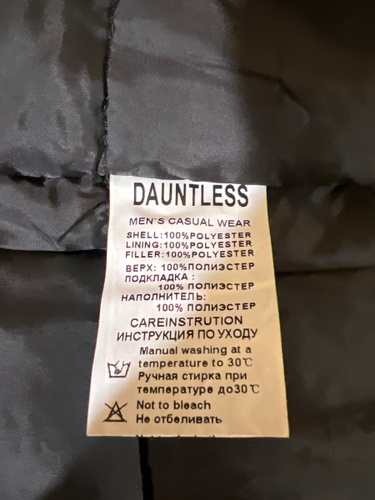 DAUNTLESS
MEN'S CASUAL WEAR
SHELL:100%POLYESTER
LINING:100%POLYESTER
FILLER:100%POLYESTER
ВЕРХ: 100%ПОЛИЭСТЕР
ПОДКЛАДКА :
100% ПОЛИЭСТЕР
НАПОЛНИТЕЛЬ:
100% ПОЛИЭСТЕР
CAREINSTRUTION
ИНСТРУКЦИЯ ПО УХОДУ
Manual washing at a
temperature to 30℃
Ручная стирка при
температуре до30℃
Not to bleach
Не отбеливать